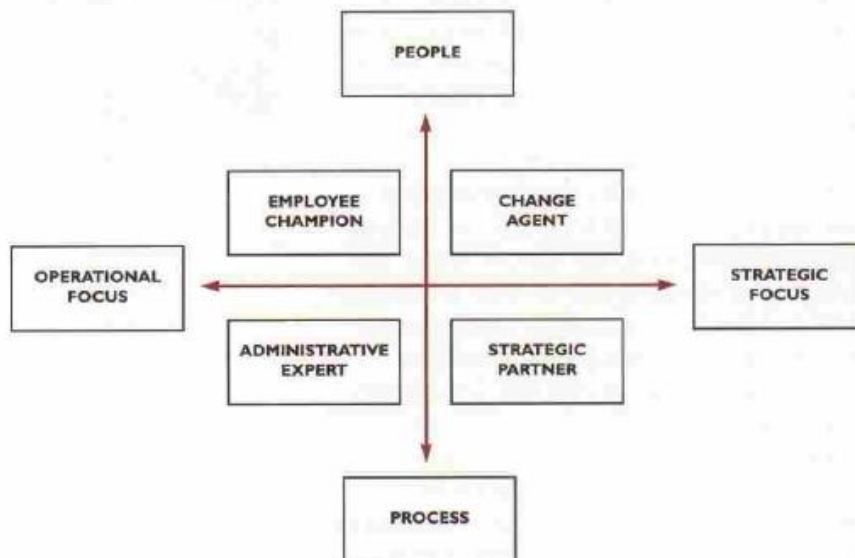 PEOPLE
EMPLOYEE
CHAMPION
CHANGE
AGENT
OPERATIONAL
FOCUS
STRATEGIC
FOCUS
ADMINISTRATIVE
EXPERT
STRATEGIC
PARTNER
PROCESS